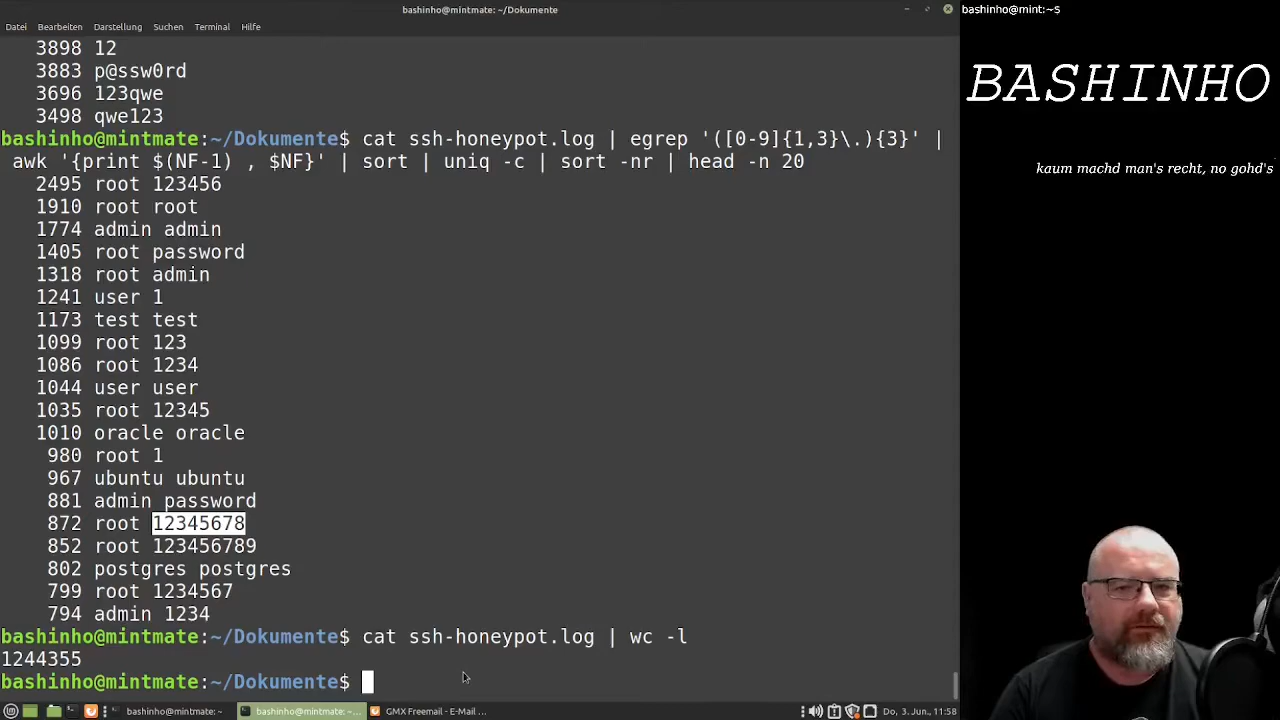 bashinho@mintmate: ~/Dokumente
Datei Bearbeiten Darstellung Suchen Terminal Hilfe
3898 12
3883 p@ssw0rd
3696 123qwe
3498 qwe123
bashinho@mintmate:~/Dokumente$ cat ssh-honeypot.log | egrep '([0-9]{1,3}\.){3}' |
awk '{print $(NF-1) , $NF}' | sort | uniq -c | sort -nr | head -n 20
2495 root 123456
1910 root root
1774 admin admin
1405 root password
1318 root admin
1241 user 1
1173 test test
1099 root 123
1086 root 1234
1044 user user
1035 root 12345
1010 oracle oracle
980 root 1
967 ubuntu ubuntu
881 admin password
872 root 12345678
852 root 123456789
802 postgres postgres
799 root 1234567
794 admin 1234
bashinho@mintmate:~/Dokumente$ cat ssh-honeypot.log | wc -l
1244355
bashinho@mintmate:~/Dokumente$
bashinho@mint:~$
BASHINHO
kaum machd man's recht, no gohd's
bashinho@mintmate: ~
bashinho@mintmate: ~...
GMX Freemail - E-Mail ...
Do, 3. Jun., 11:58